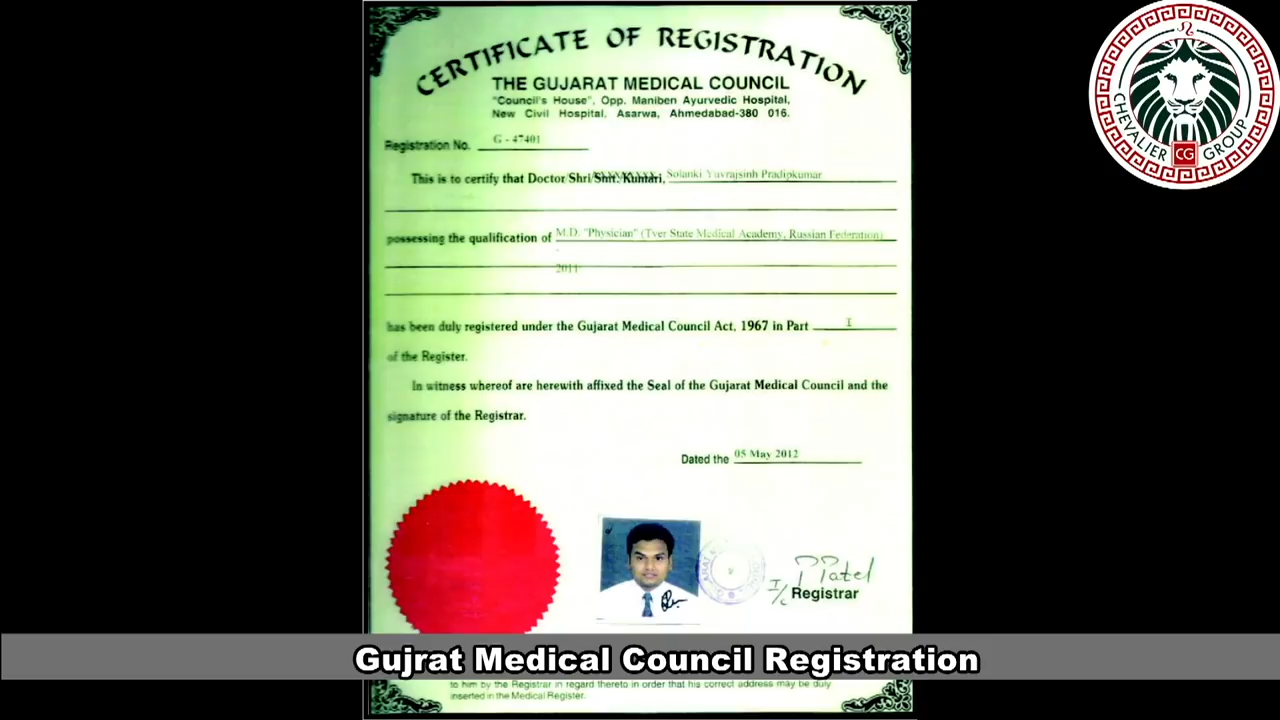 CERTIFICATE OF REGISTRATION
THE GUJARAT MEDICAL COUNCIL
"Council's House", Opp. Maniben Ayurvedic Hospital,
New Civil Hospital, Asarwa, Ahmedabad-380 016.
Registration No. G - 47401
This is to certify that Doctor/Shri/Smt. Kumari, Solanki Yuvrajsinh Pradipkumar
possessing the qualification of M.D. "Physician" (Tver State Medical Academy, Russian Federation)
2011
has been duly registered under the Gujarat Medical Council Act, 1967 in Part I
of the Register.
In witness whereof are herewith affixed the Seal of the Gujarat Medical Council and the
signature of the Registrar.
Dated the 05 May 2012
PPatel
I/c Registrar
Gujrat Medical Council Registration
to him by the Registrar in regard thereto in order that his correct address may be duly
inserted in the Medical Register.
CHEVALIER CG GROUP